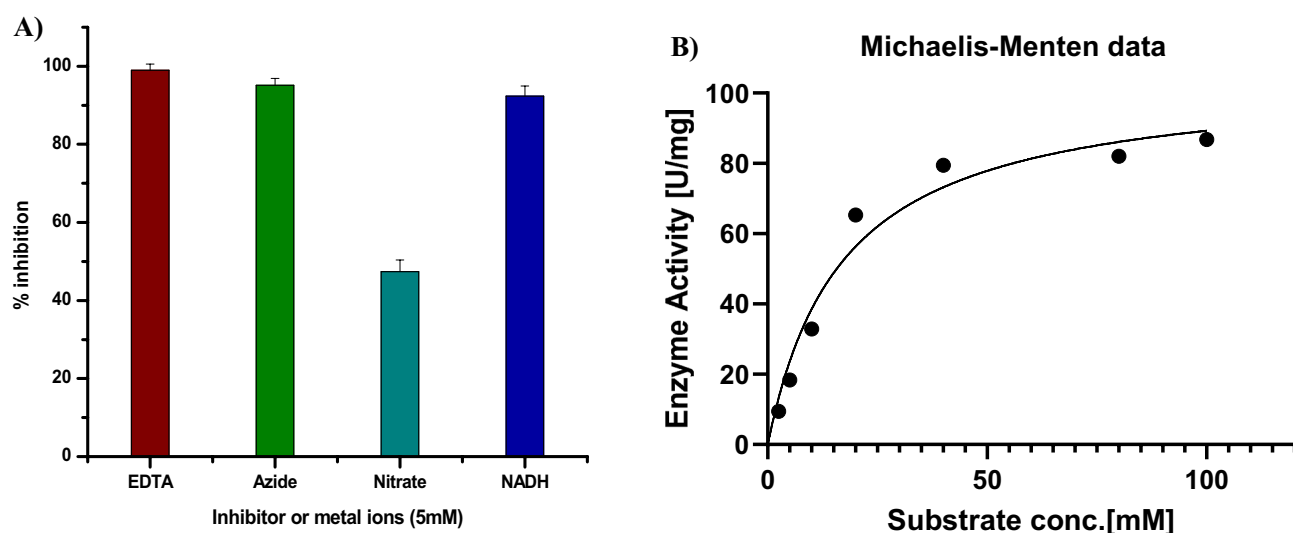 A)
100
80
60
40
20
0
% inhibition
EDTA Azide Nitrate NADH
Inhibitor or metal ions (5mM)
B)
Michaelis-Menten data
100
80
60
40
20
0
Enzyme Activity [U/mg]
0 50 100
Substrate conc.[mM]